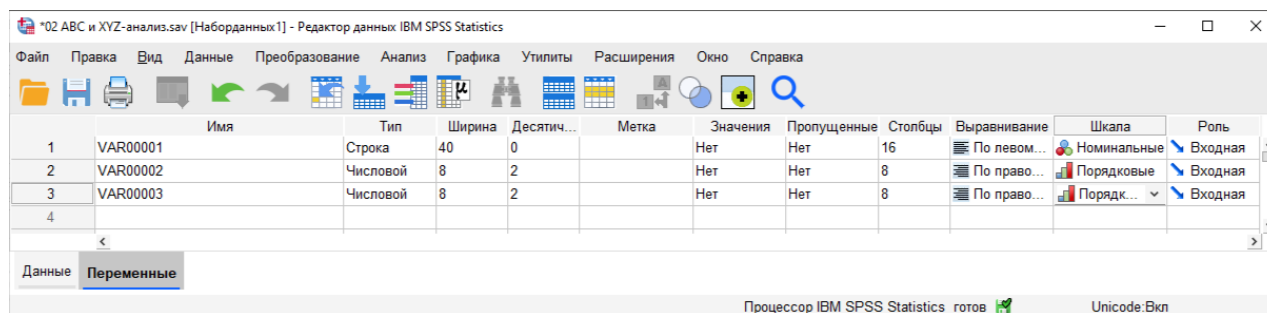 *02 ABC и XYZ-анализ.sav [Наборданных1] - Редактор данных IBM SPSS Statistics
Файл Правка Вид Данные Преобразование Анализ Графика Утилиты Расширения Окно Справка
Имя Тип Ширина Десятич... Метка Значения Пропущенные Столбцы Выравнивание Шкала Роль
1 VAR00001 Строка 40 0 Нет Нет 16 По левом... Номинальные Входная
2 VAR00002 Числовой 8 2 Нет Нет 8 По право... Порядковые Входная
3 VAR00003 Числовой 8 2 Нет Нет 8 По право... Порядк... Входная
4
Данные Переменные
Процессор IBM SPSS Statistics готов Unicode:Вкл